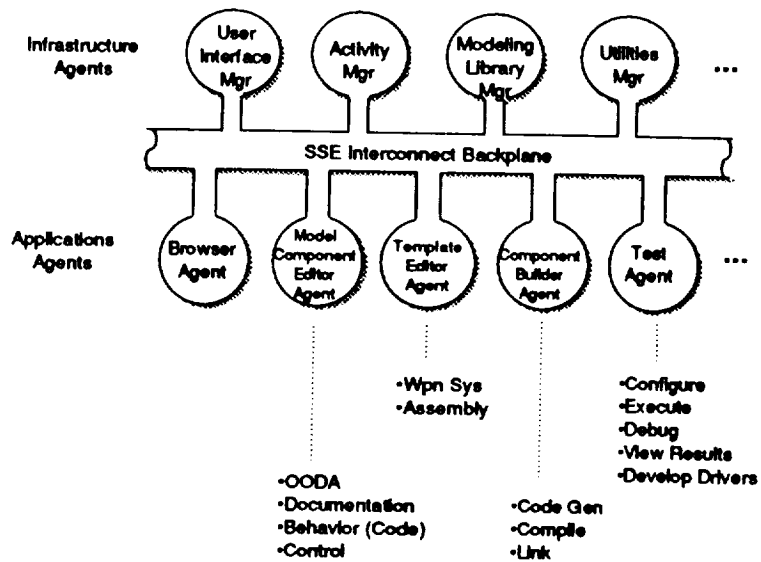 Infrastructure
Agents
User
Interface
Mgr
Activity
Mgr
Modeling
Library
Mgr
Utilities
Mgr
...
SSE Interconnect Backplane
Applications
Agents
Browser
Agent
Model
Component
Editor
Agent
Template
Editor
Agent
Component
Builder
Agent
Test
Agent
...
•Wpn Sys
•Assembly
•Configure
•Execute
•Debug
•View Results
•Develop Drivers
•OODA
•Documentation
•Behavior (Code)
•Control
•Code Gen
•Compile
•Link